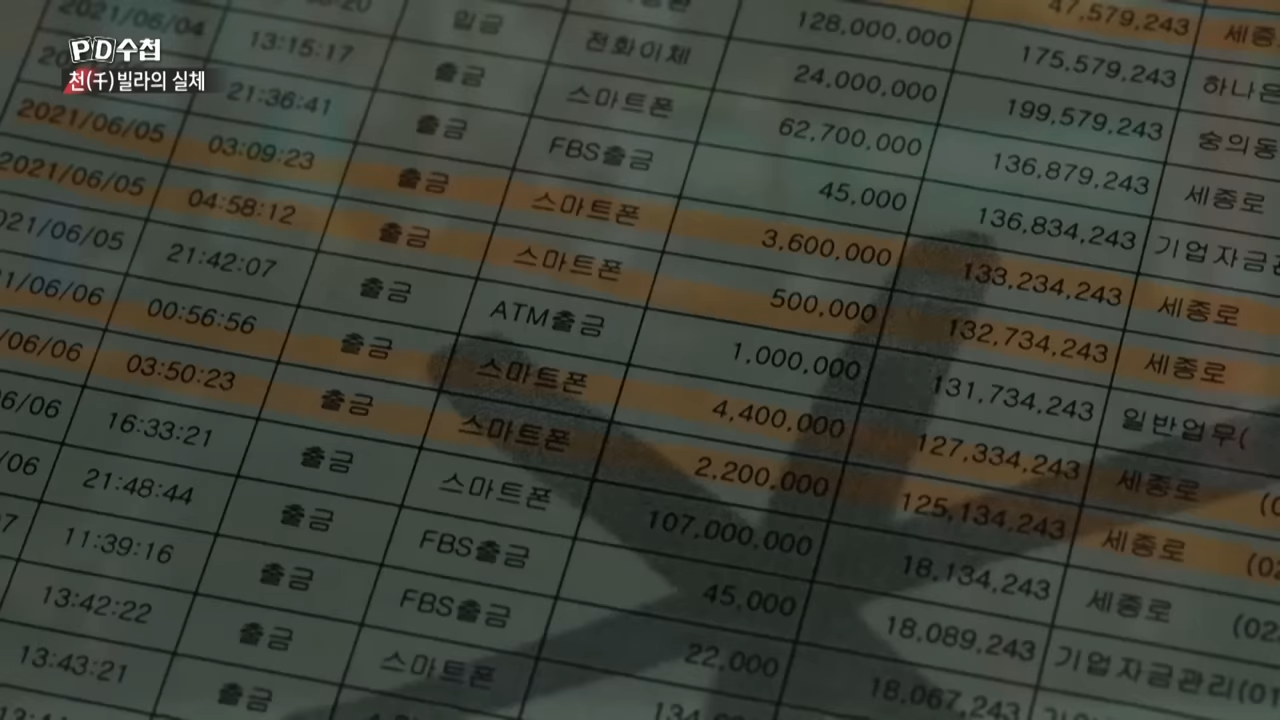 PD수첩
천(千)빌라의 실체
47,579,243 세종
128,000,000 175,579,243 하나은
입금 전화이체 24,000,000 199,579,243 숭의동
2021/06/04 13:15:17 출금 스마트폰 62,700,000 136,879,243 세종로
21:36:41 출금 FBS출금 45,000 136,834,243 기업자금관
2021/06/05 03:09:23 출금 스마트폰 3,600,000 133,234,243 세종로
2021/06/05 04:58:12 출금 스마트폰 500,000 132,734,243 세종로
021/06/05 21:42:07 출금 ATM출금 1,000,000 131,734,243 일반업무(
1/06/06 00:56:56 출금 스마트폰 4,400,000 127,334,243 세종로
/06/06 03:50:23 출금 스마트폰 2,200,000 125,134,243 세종로 (02
6/06 16:33:21 출금 스마트폰 107,000,000 18,134,243 세종로 (02
/06 21:48:44 출금 FBS출금 45,000 18,089,243 기업자금관리(01
11:39:16 출금 FBS출금 22,000 18,067,243
13:42:22 출금 스마트폰
13:43:21 출금